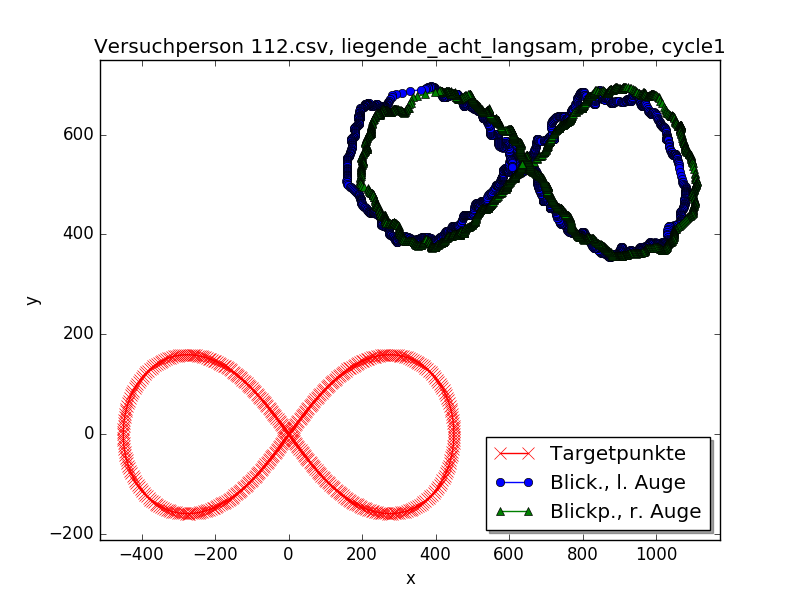 Versuchperson 112.csv, liegende_acht_langsam, probe, cycle1
y
600
400
200
0
−200
−400
−200
0
200
400
600
800
1000
x
Targetpunkte
Blick., l. Auge
Blickp., r. Auge